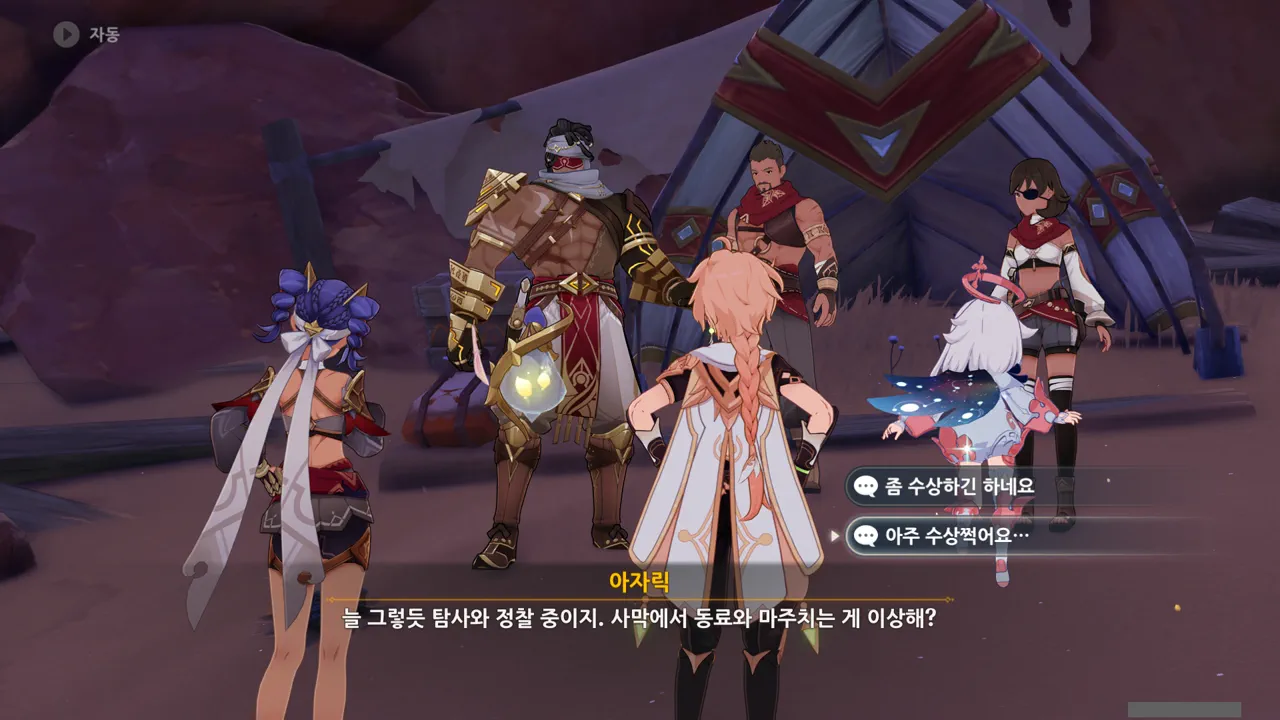 자동
좀 수상하긴 하네요
아주 수상쩍어요…
아자릭
늘 그렇듯 탐사와 정찰 중이지. 사막에서 동료와 마주치는 게 이상해?